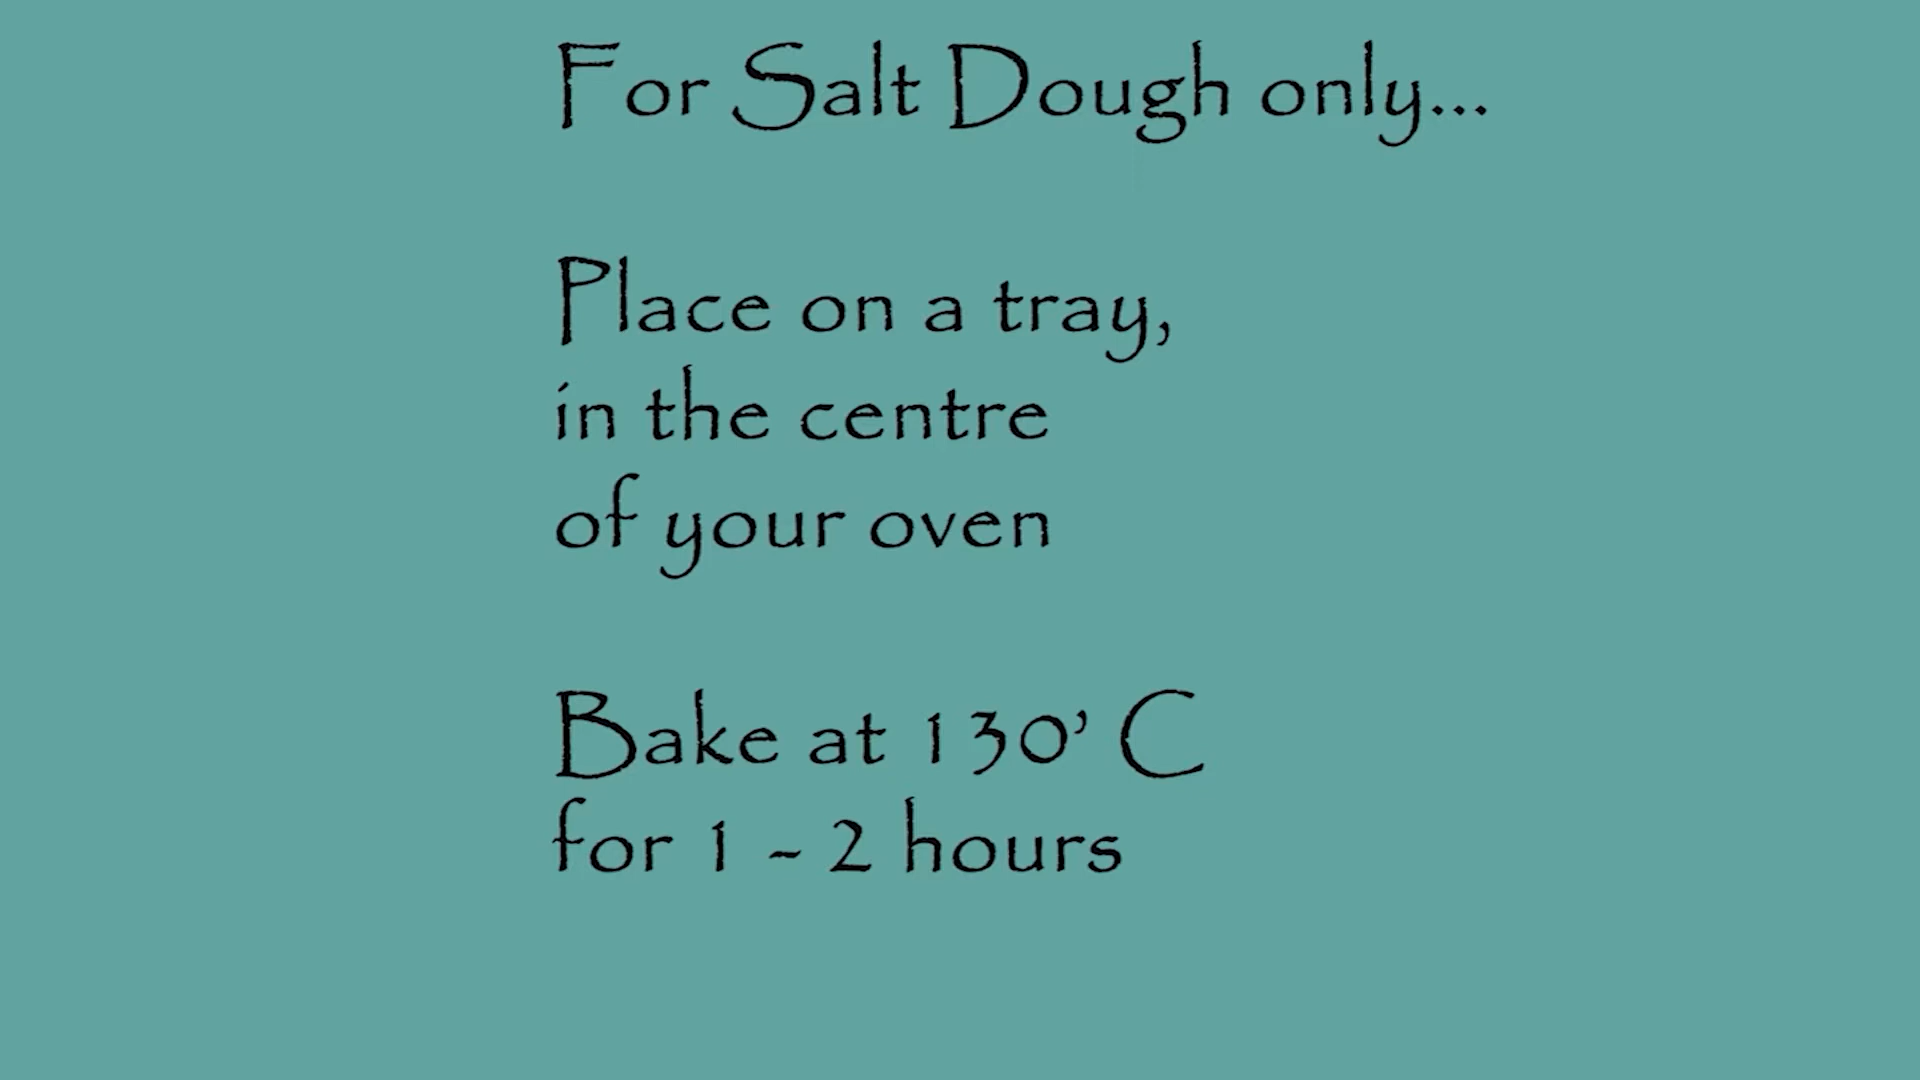 For Salt Dough only...
Place on a tray,
in the centre
of your oven
Bake at 130' C
for 1 - 2 hours